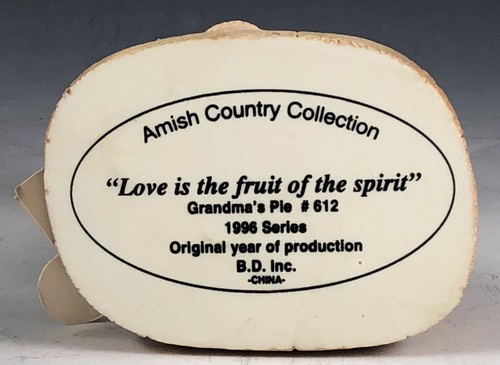 Amish Country Collection
"Love is the fruit of the spirit"
Grandma's Pie # 612
1996 Series
Original year of production
B.D. Inc.
-CHINA-